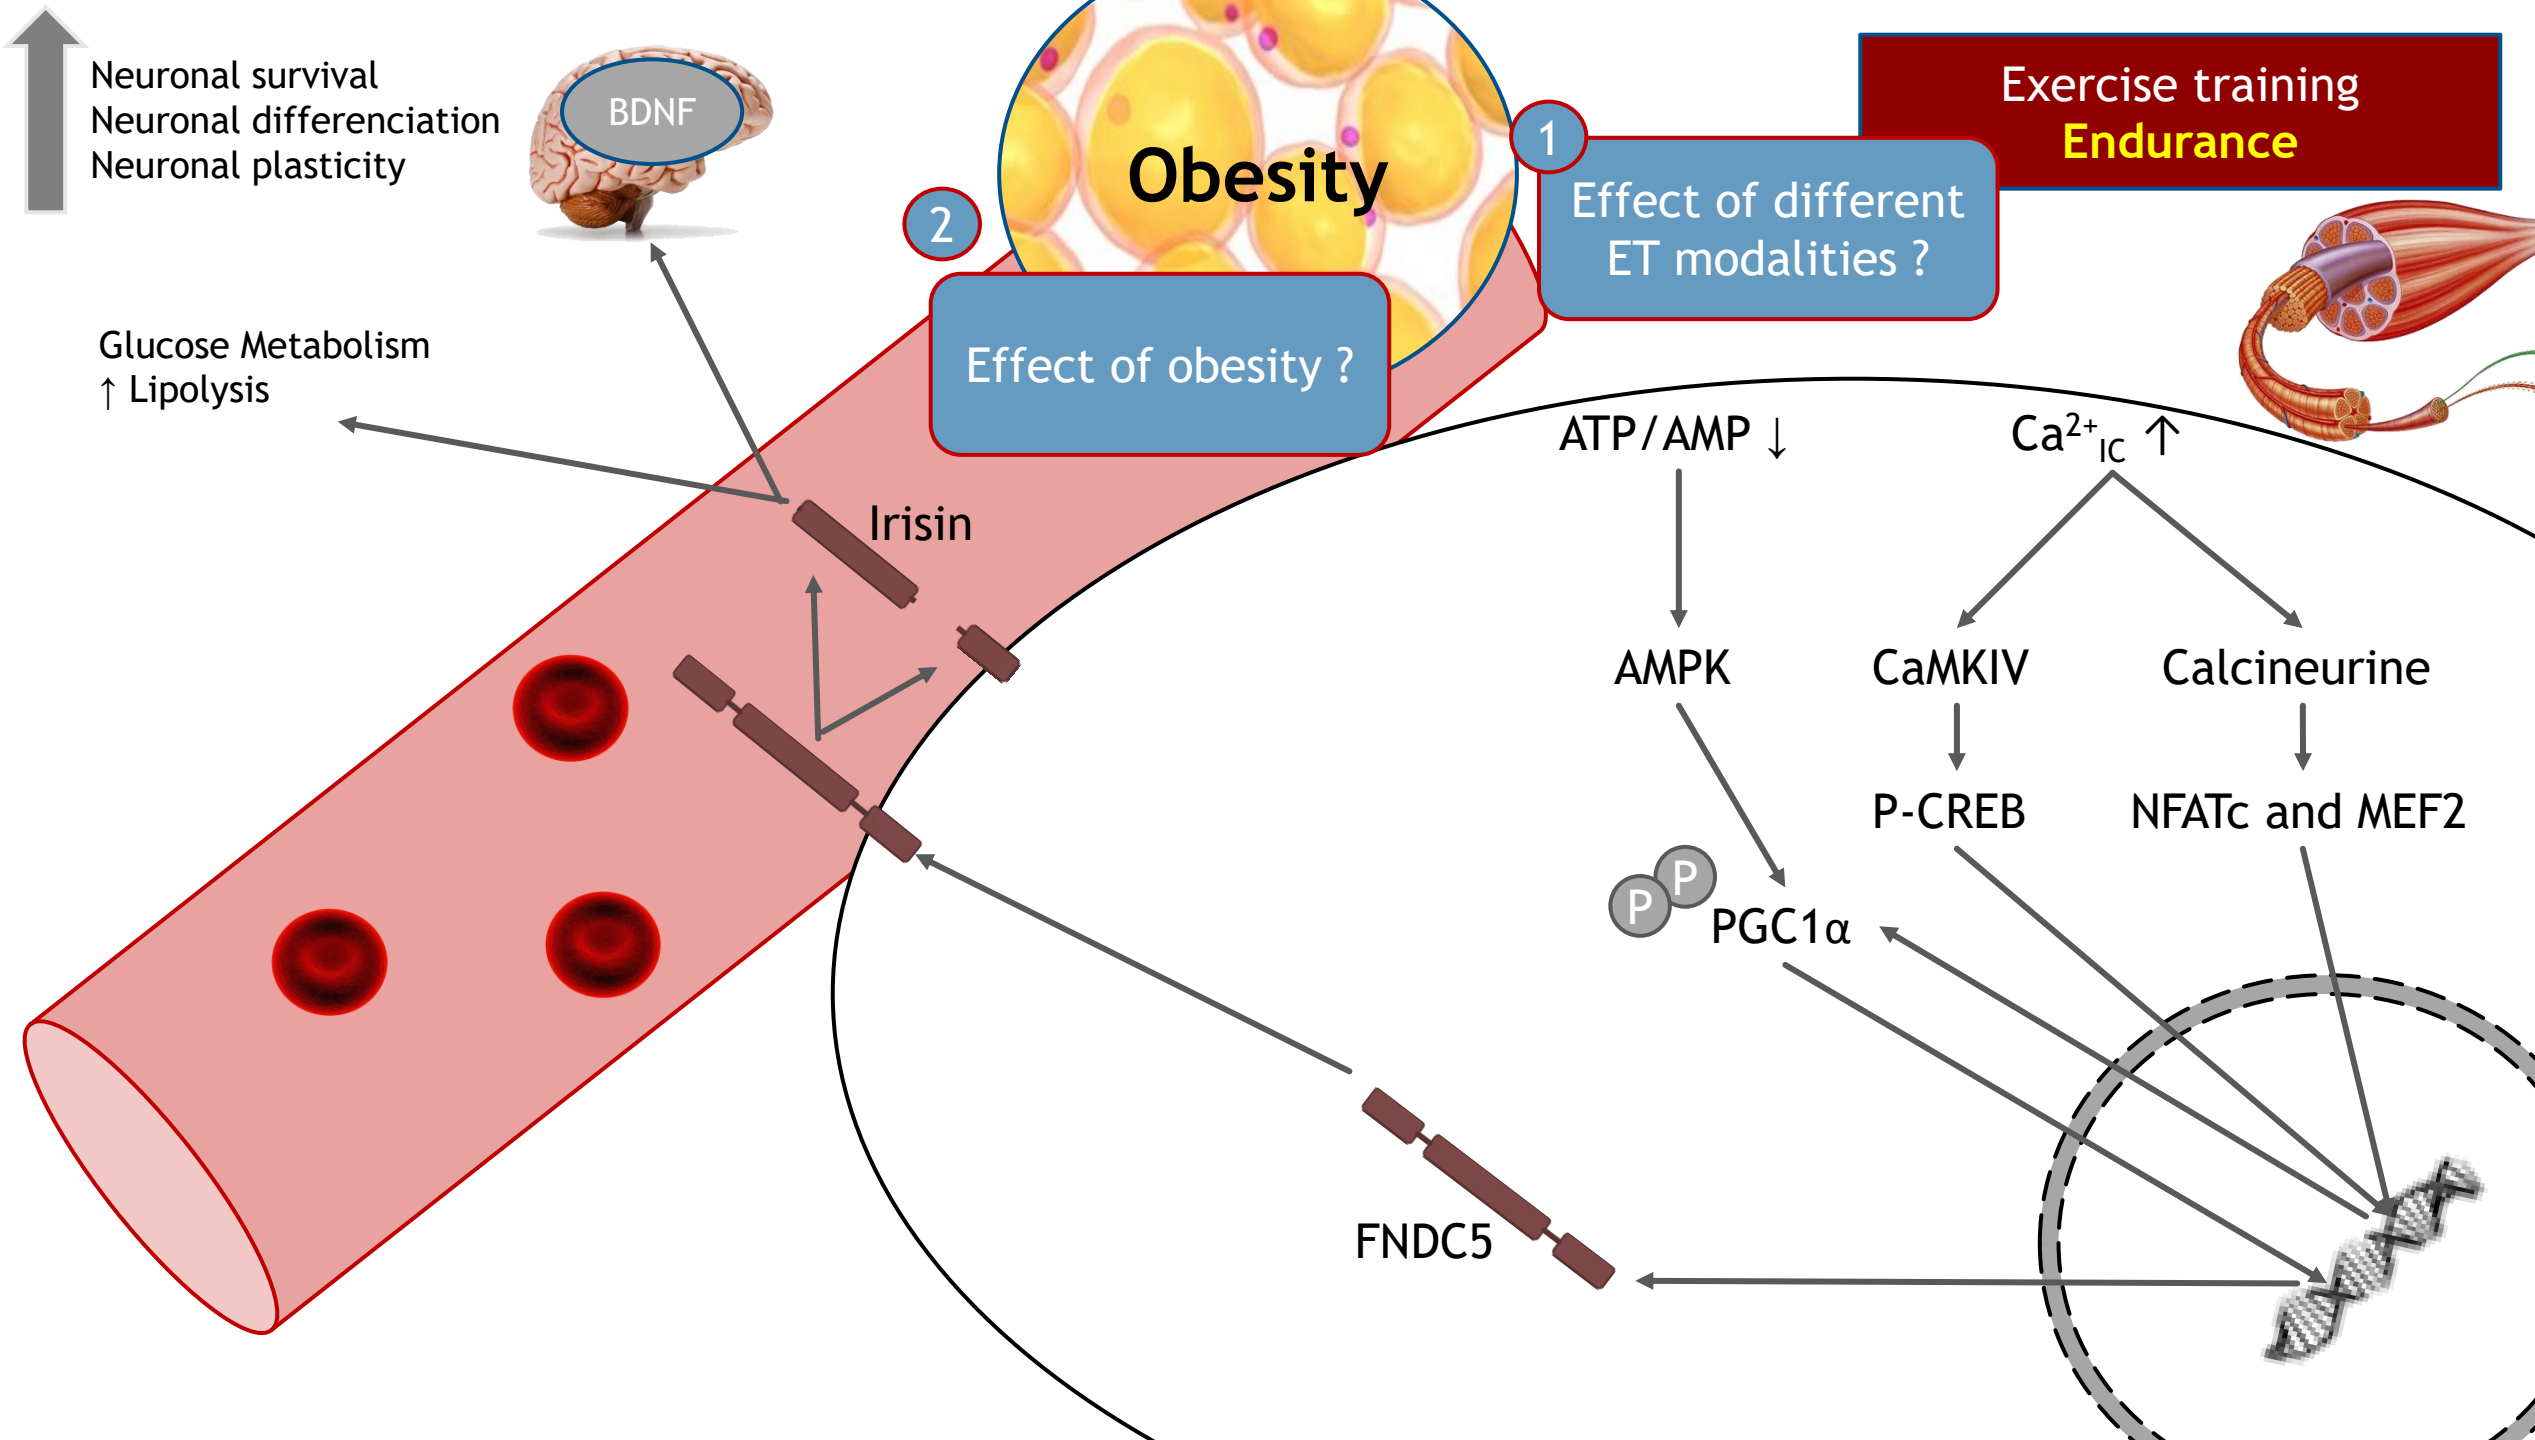 Neuronal survival
Neuronal differenciation
Neuronal plasticity
BDNF
Glucose Metabolism
↑ Lipolysis
Obesity
2
Effect of obesity ?
1
Effect of different
ET modalities ?
Exercise training
Endurance
Irisin
ATP/AMP ↓
Ca²⁺IC ↑
AMPK
CaMKIV
Calcineurine
P-CREB
NFATc and MEF2
P
P
PGC1α
FNDC5